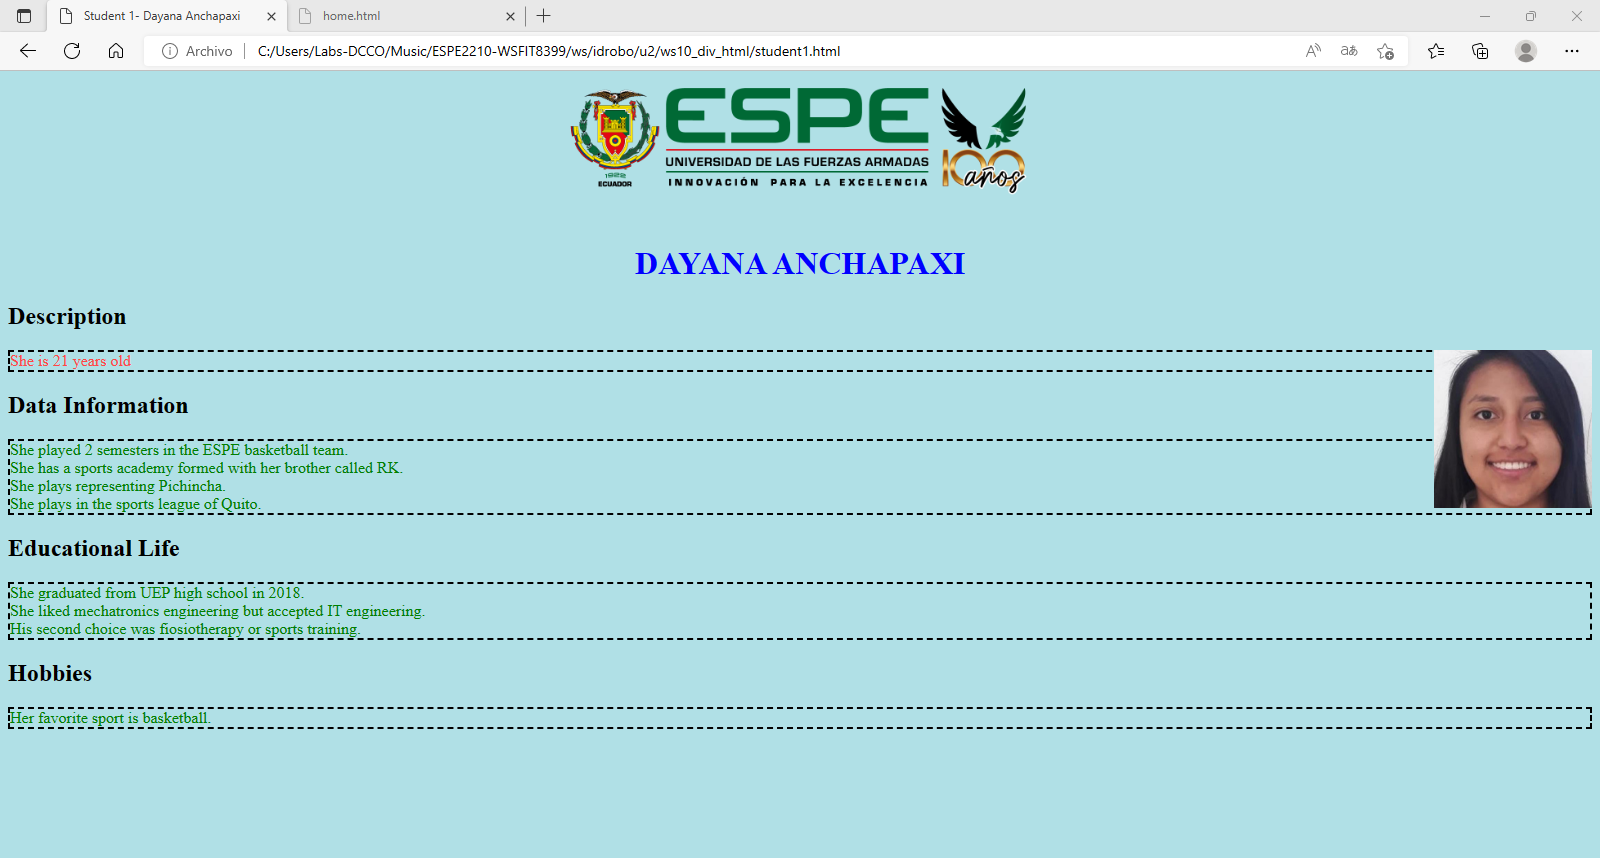 Student 1- Dayana Anchapaxi
home.html
Archivo
C:/Users/Labs-DCCO/Music/ESPE2210-WSFIT8399/ws/idrobo/u2/ws10_div_html/student1.html
ESPE
UNIVERSIDAD DE LAS FUERZAS ARMADAS
INNOVACIÓN PARA LA EXCELENCIA
1922
ECUADOR
100
años
DAYANA ANCHAPAXI
Description
She is 21 years old
Data Information
She played 2 semesters in the ESPE basketball team.
She has a sports academy formed with her brother called RK.
She plays representing Pichincha.
She plays in the sports league of Quito.
Educational Life
She graduated from UEP high school in 2018.
She liked mechatronics engineering but accepted IT engineering.
His second choice was fiosiotherapy or sports training.
Hobbies
Her favorite sport is basketball.